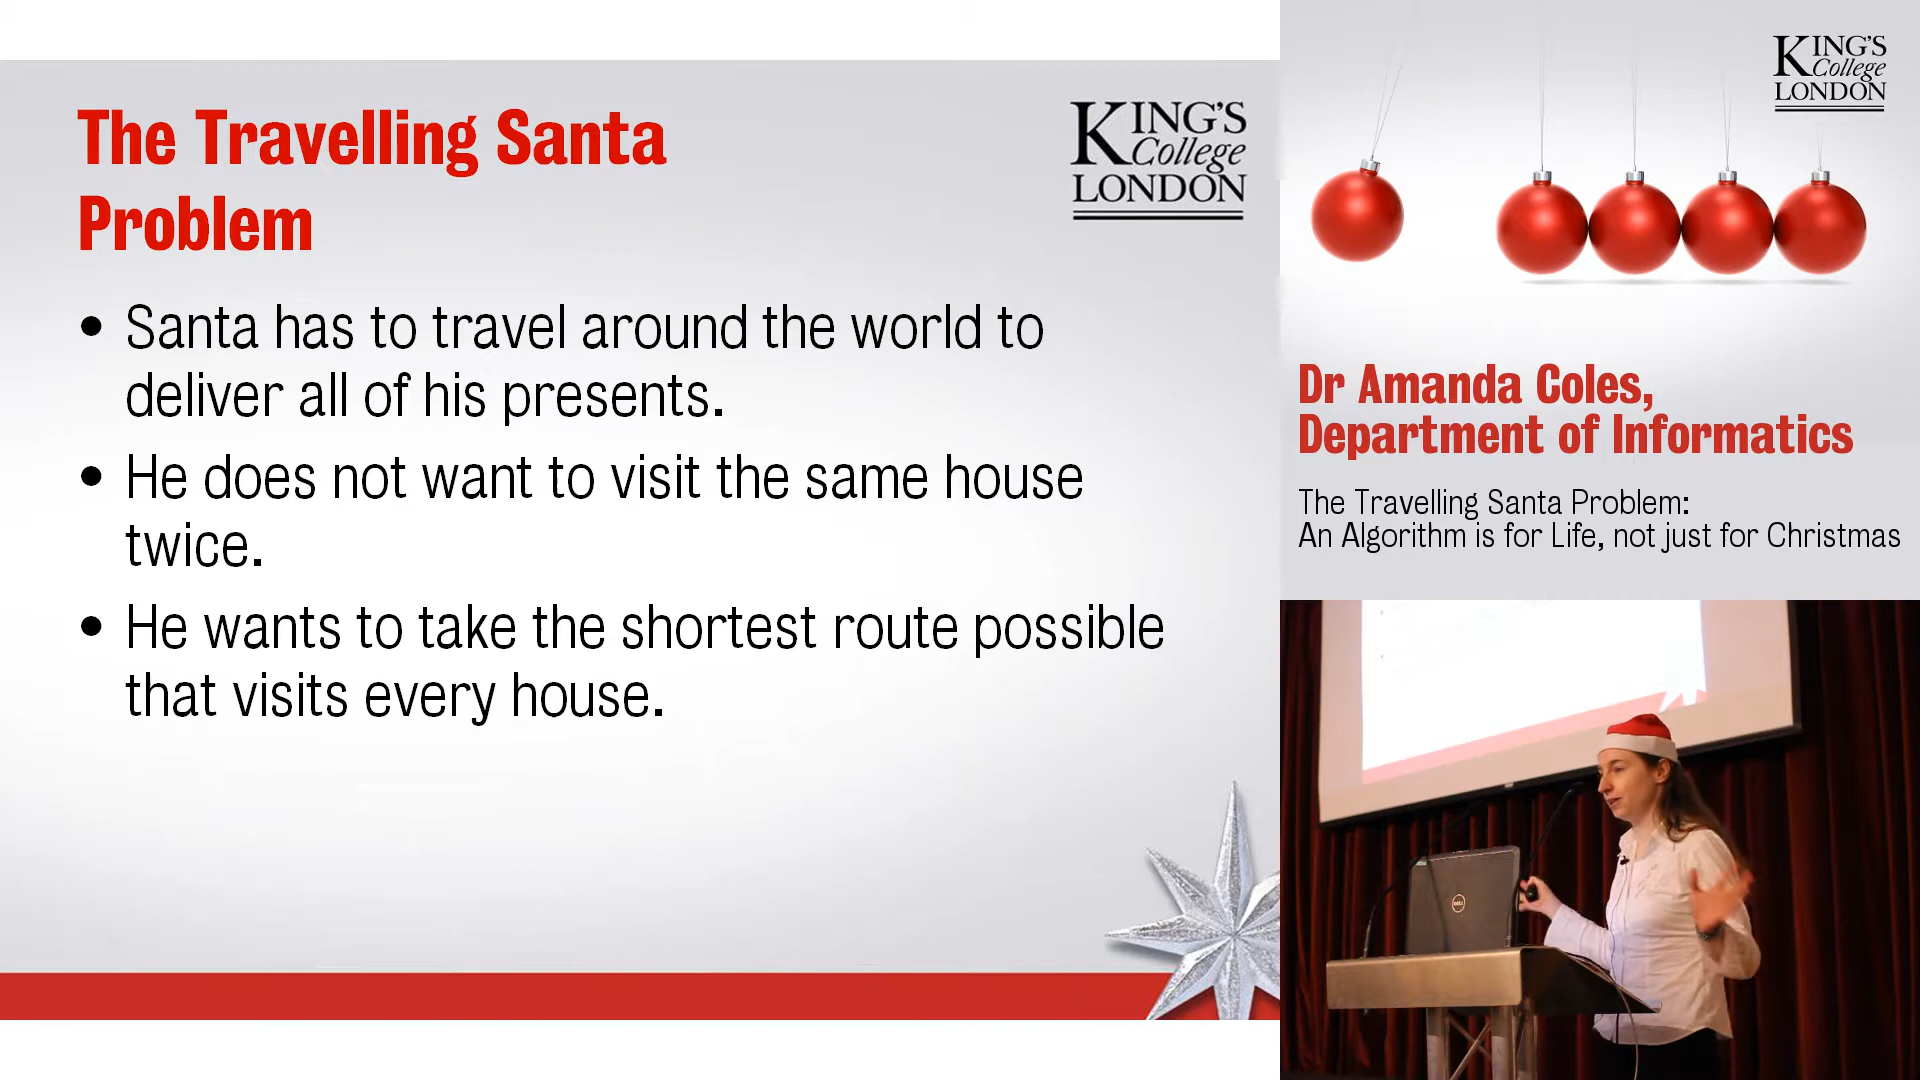 The Travelling Santa
Problem
KING'S
College
LONDON
• Santa has to travel around the world to
deliver all of his presents.
• He does not want to visit the same house
twice.
• He wants to take the shortest route possible
that visits every house.
KING'S
College
LONDON
Dr Amanda Coles,
Department of Informatics
The Travelling Santa Problem:
An Algorithm is for Life, not just for Christmas
DELL